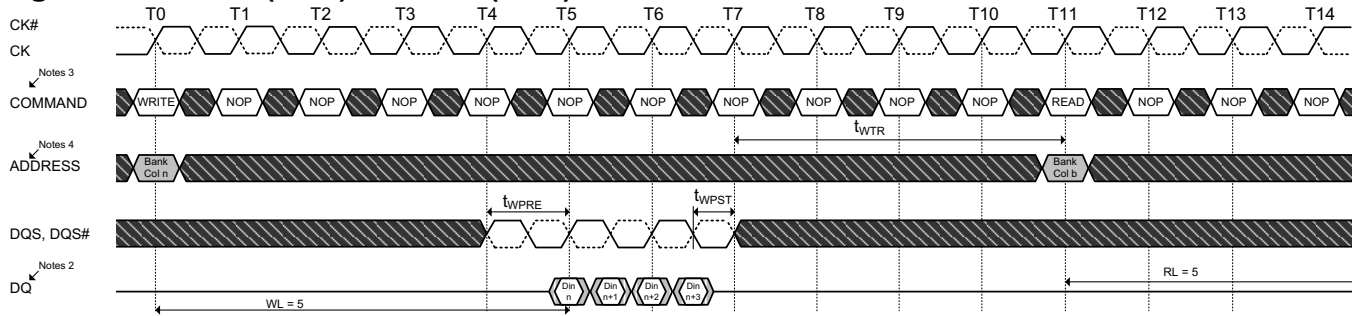 T0 T1 T2 T3 T4 T5 T6 T7 T8 T9 T10 T11 T12 T13 T14
CK#
CK
Notes 3
COMMAND WRITE NOP NOP NOP NOP NOP NOP NOP NOP NOP NOP READ NOP NOP NOP
tWTR
Notes 4
ADDRESS
Bank
Col n
Bank
Col b
tWPRE
tWPST
DQS, DQS#
Notes 2
DQ
Din
n
Din
n+1
Din
n+2
Din
n+3
RL = 5
WL = 5